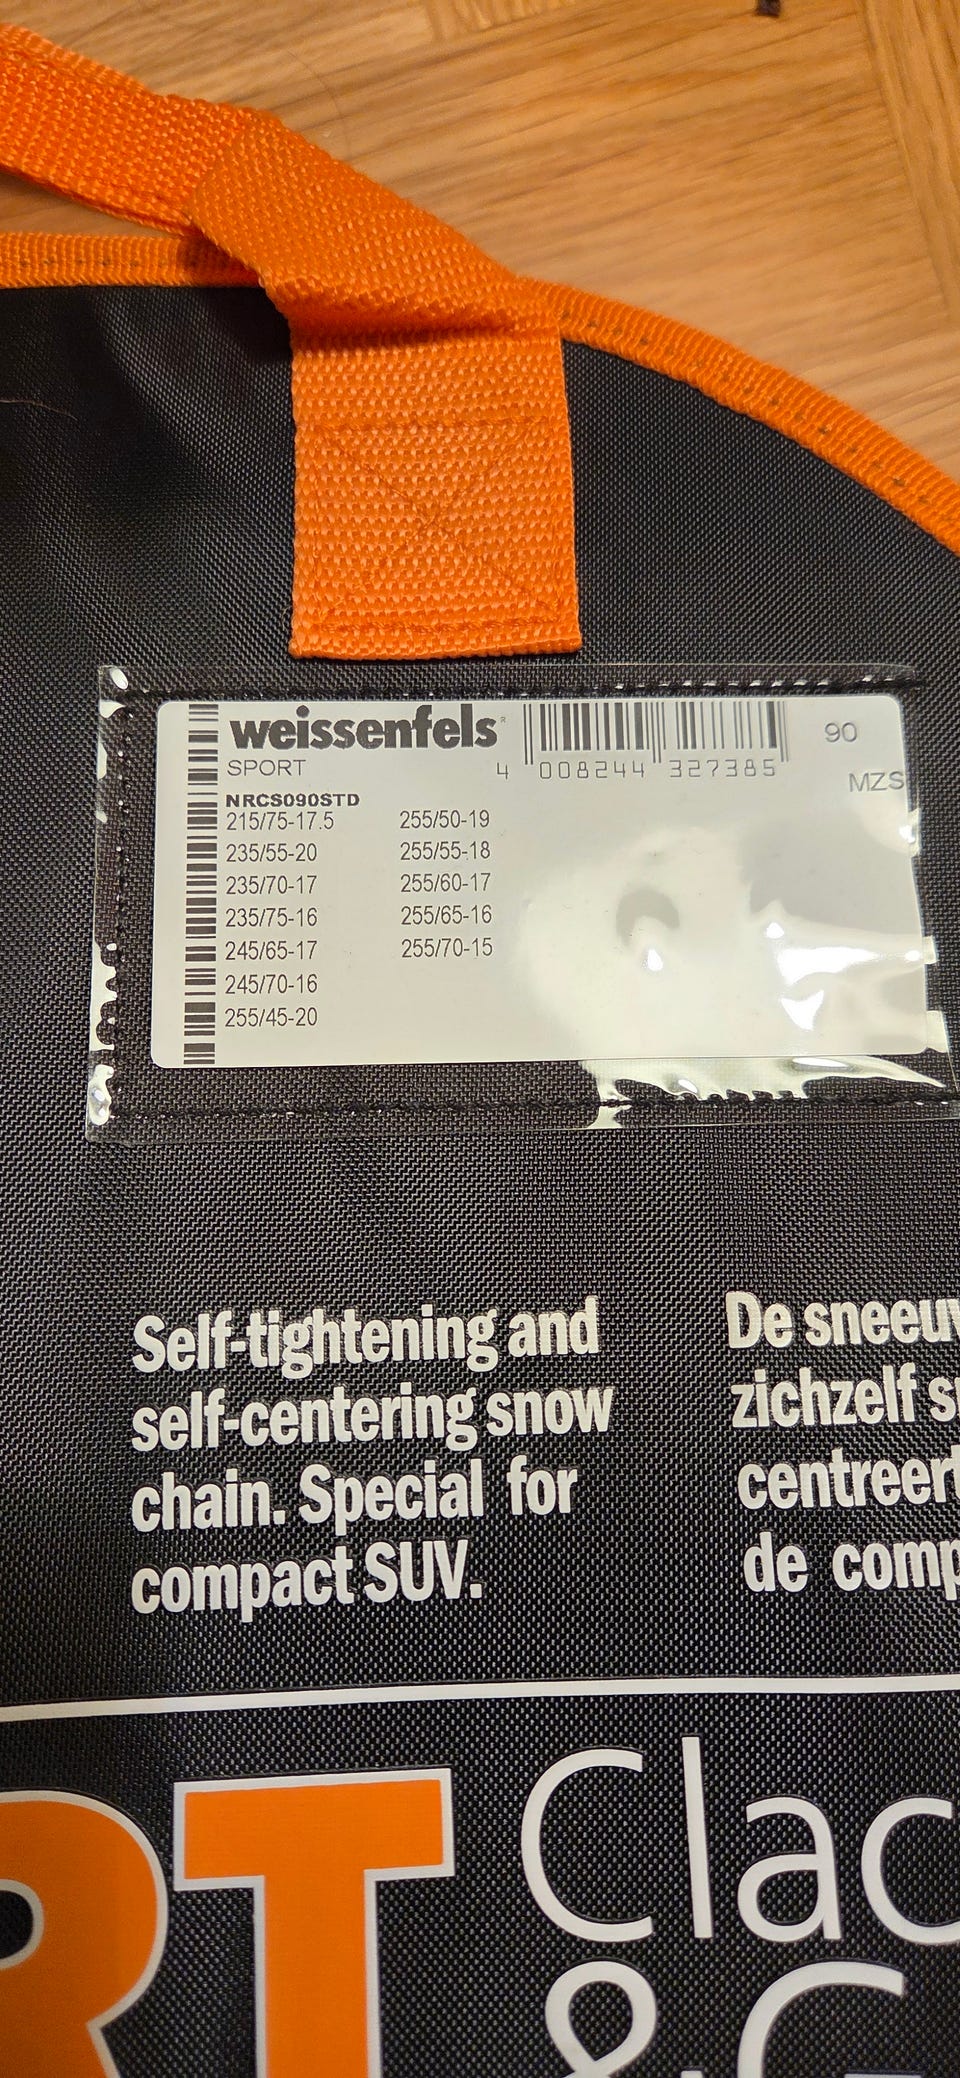 weissenfels
SPORT
4 008244 327385
90
MZS
NRCS090STD
215/75-17.5
235/55-20
235/70-17
235/75-16
245/65-17
245/70-16
255/45-20
255/50-19
255/55-18
255/60-17
255/65-16
255/70-15
Self-tightening and
self-centering snow
chain. Special for
compact SUV.
De sneeuw
zichzelf s
centreert
de comp
RT
Clac
& G